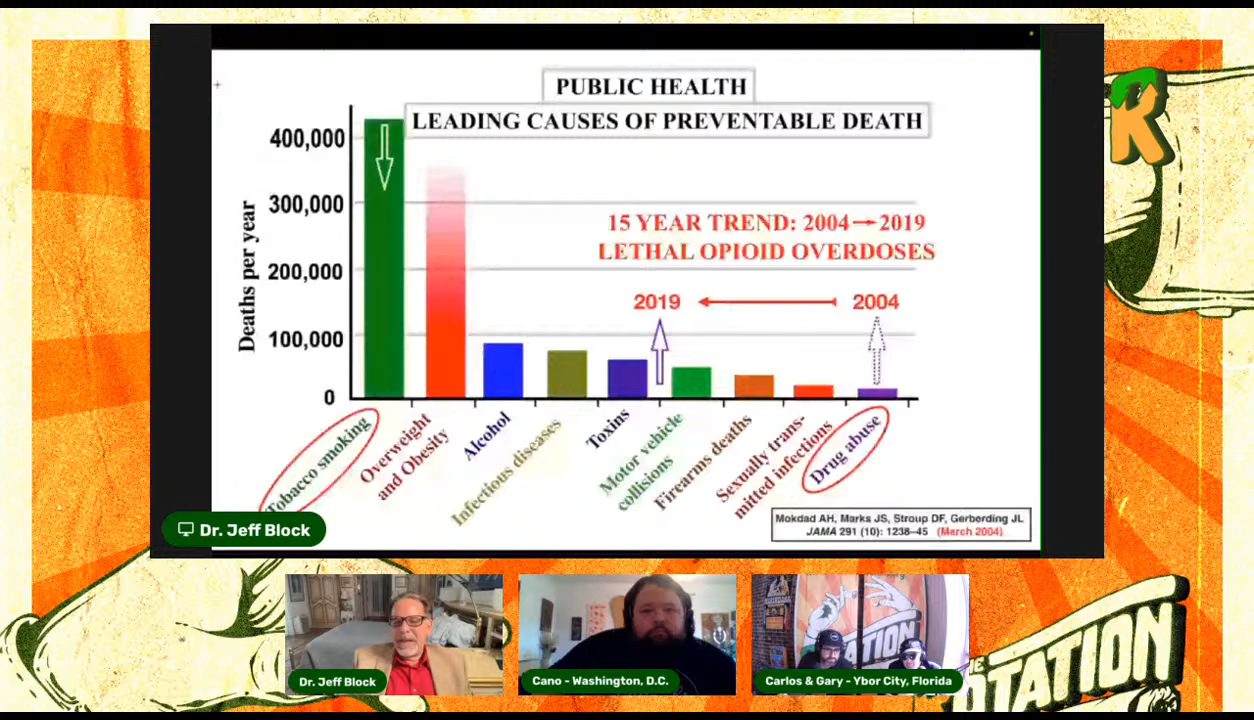 PUBLIC HEALTH
LEADING CAUSES OF PREVENTABLE DEATH
Deaths per year
400,000
300,000
200,000
100,000
0
15 YEAR TREND: 2004→2019
LETHAL OPIOID OVERDOSES
2019
2004
Tobacco smoking
Overweight
and Obesity
Alcohol
Infectious diseases
Toxins
Motor vehicle
collisions
Firearms deaths
Sexually trans-
mitted infections
Drug abuse
Mokdad AH, Marks JS, Stroup DF, Gerberding JL
JAMA 291 (10): 1238–45 (March 2004)
Dr. Jeff Block
R
Dr. Jeff Block
Cano - Washington, D.C.
Carlos & Gary - Ybor City, Florida
TATION